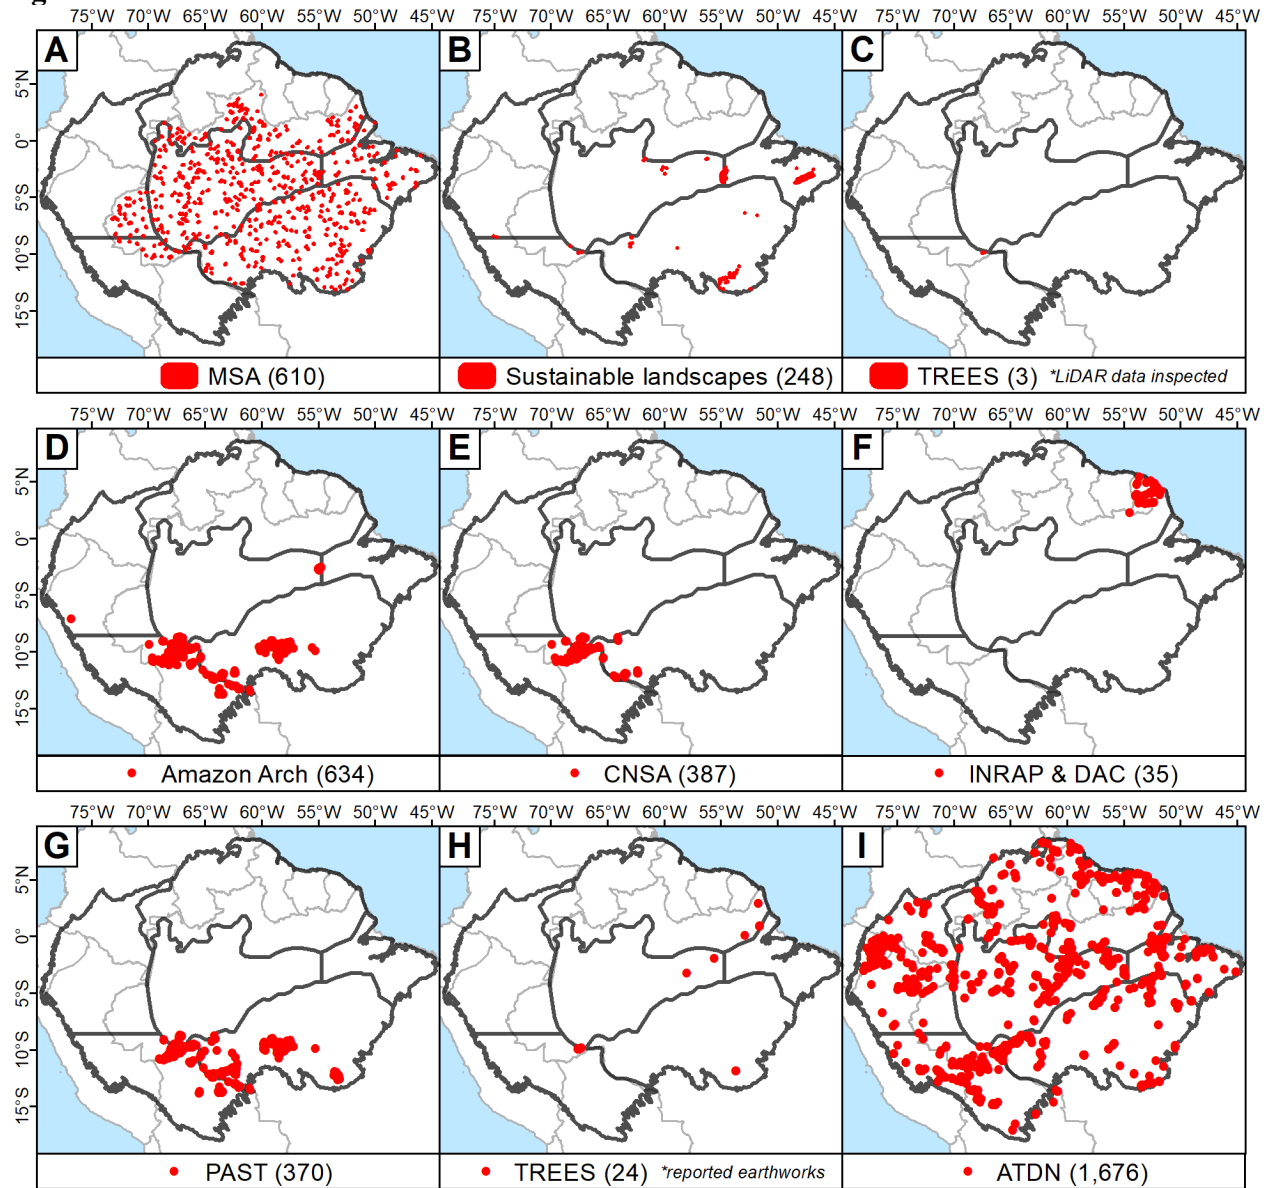 75°W 70°W 65°W 60°W 55°W 50°W 45°W 75°W 70°W 65°W 60°W 55°W 50°W 45°W 75°W 70°W 65°W 60°W 55°W 50°W 45°W
A B C
5°N
0°
5°S
10°S
15°S
MSA (610) Sustainable landscapes (248) TREES (3) *LiDAR data inspected
75°W 70°W 65°W 60°W 55°W 50°W 45°W 75°W 70°W 65°W 60°W 55°W 50°W 45°W 75°W 70°W 65°W 60°W 55°W 50°W 45°W
D E F
5°N
0°
5°S
10°S
15°S
Amazon Arch (634) CNSA (387) INRAP & DAC (35)
75°W 70°W 65°W 60°W 55°W 50°W 45°W 75°W 70°W 65°W 60°W 55°W 50°W 45°W 75°W 70°W 65°W 60°W 55°W 50°W 45°W
G H I
5°N
0°
5°S
10°S
15°S
PAST (370) TREES (24) *reported earthworks ATDN (1,676)